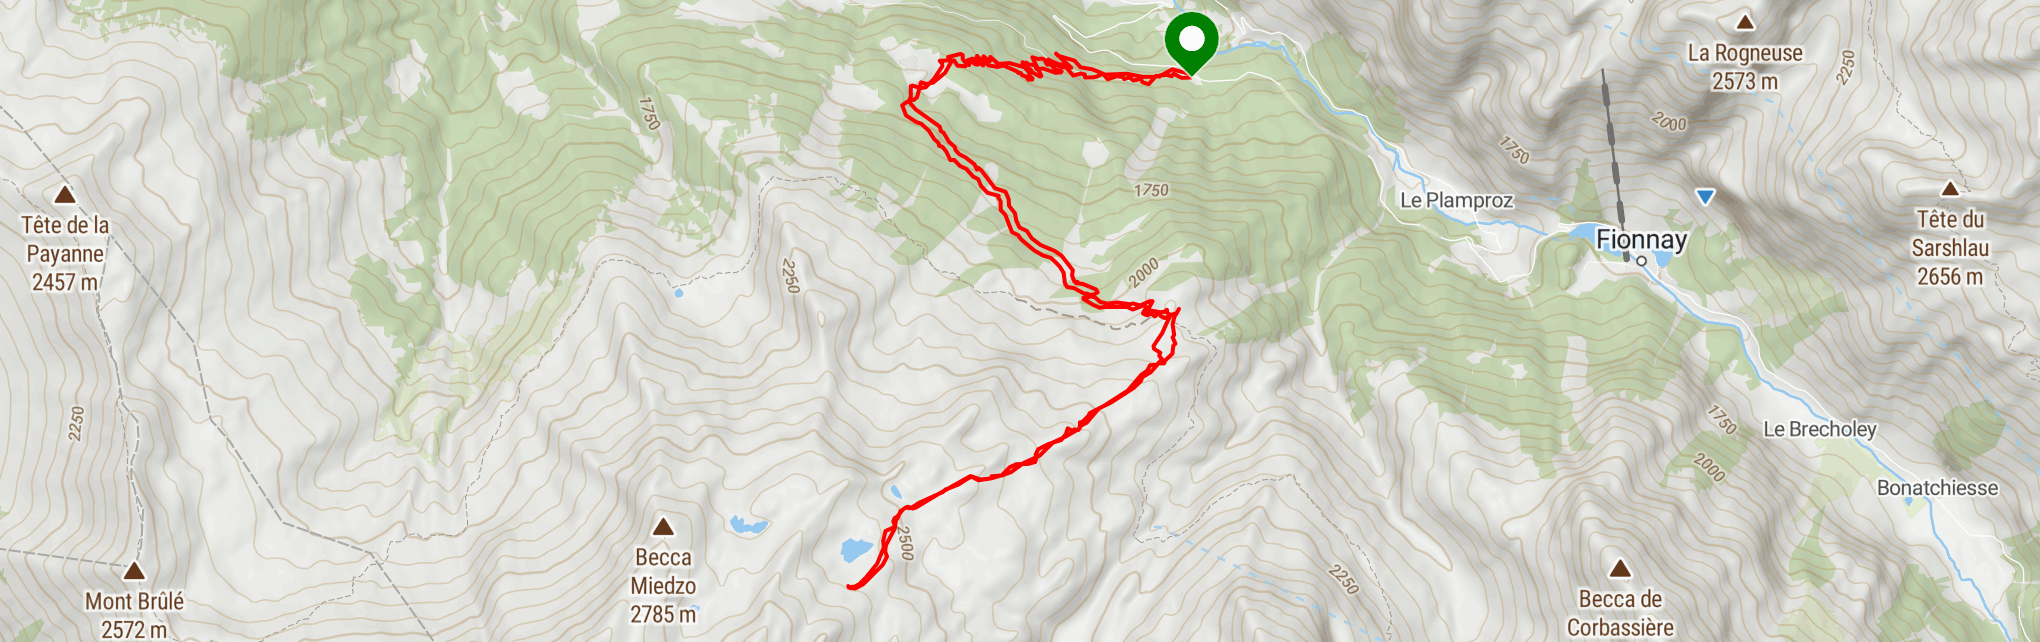 La Rogneuse
2573 m
2250
1750
2000
1750
1750
Le Plamproz
Tête de la
Payanne
2457 m
Tête du
Sarshlau
2656 m
Fionnay
2250
2000
2250
1750
Le Brecholey
2000
Bonatchiesse
2500
Becca
Miedzo
2785 m
2250
Mont Brûlé
2572 m
Becca de
Corbassière